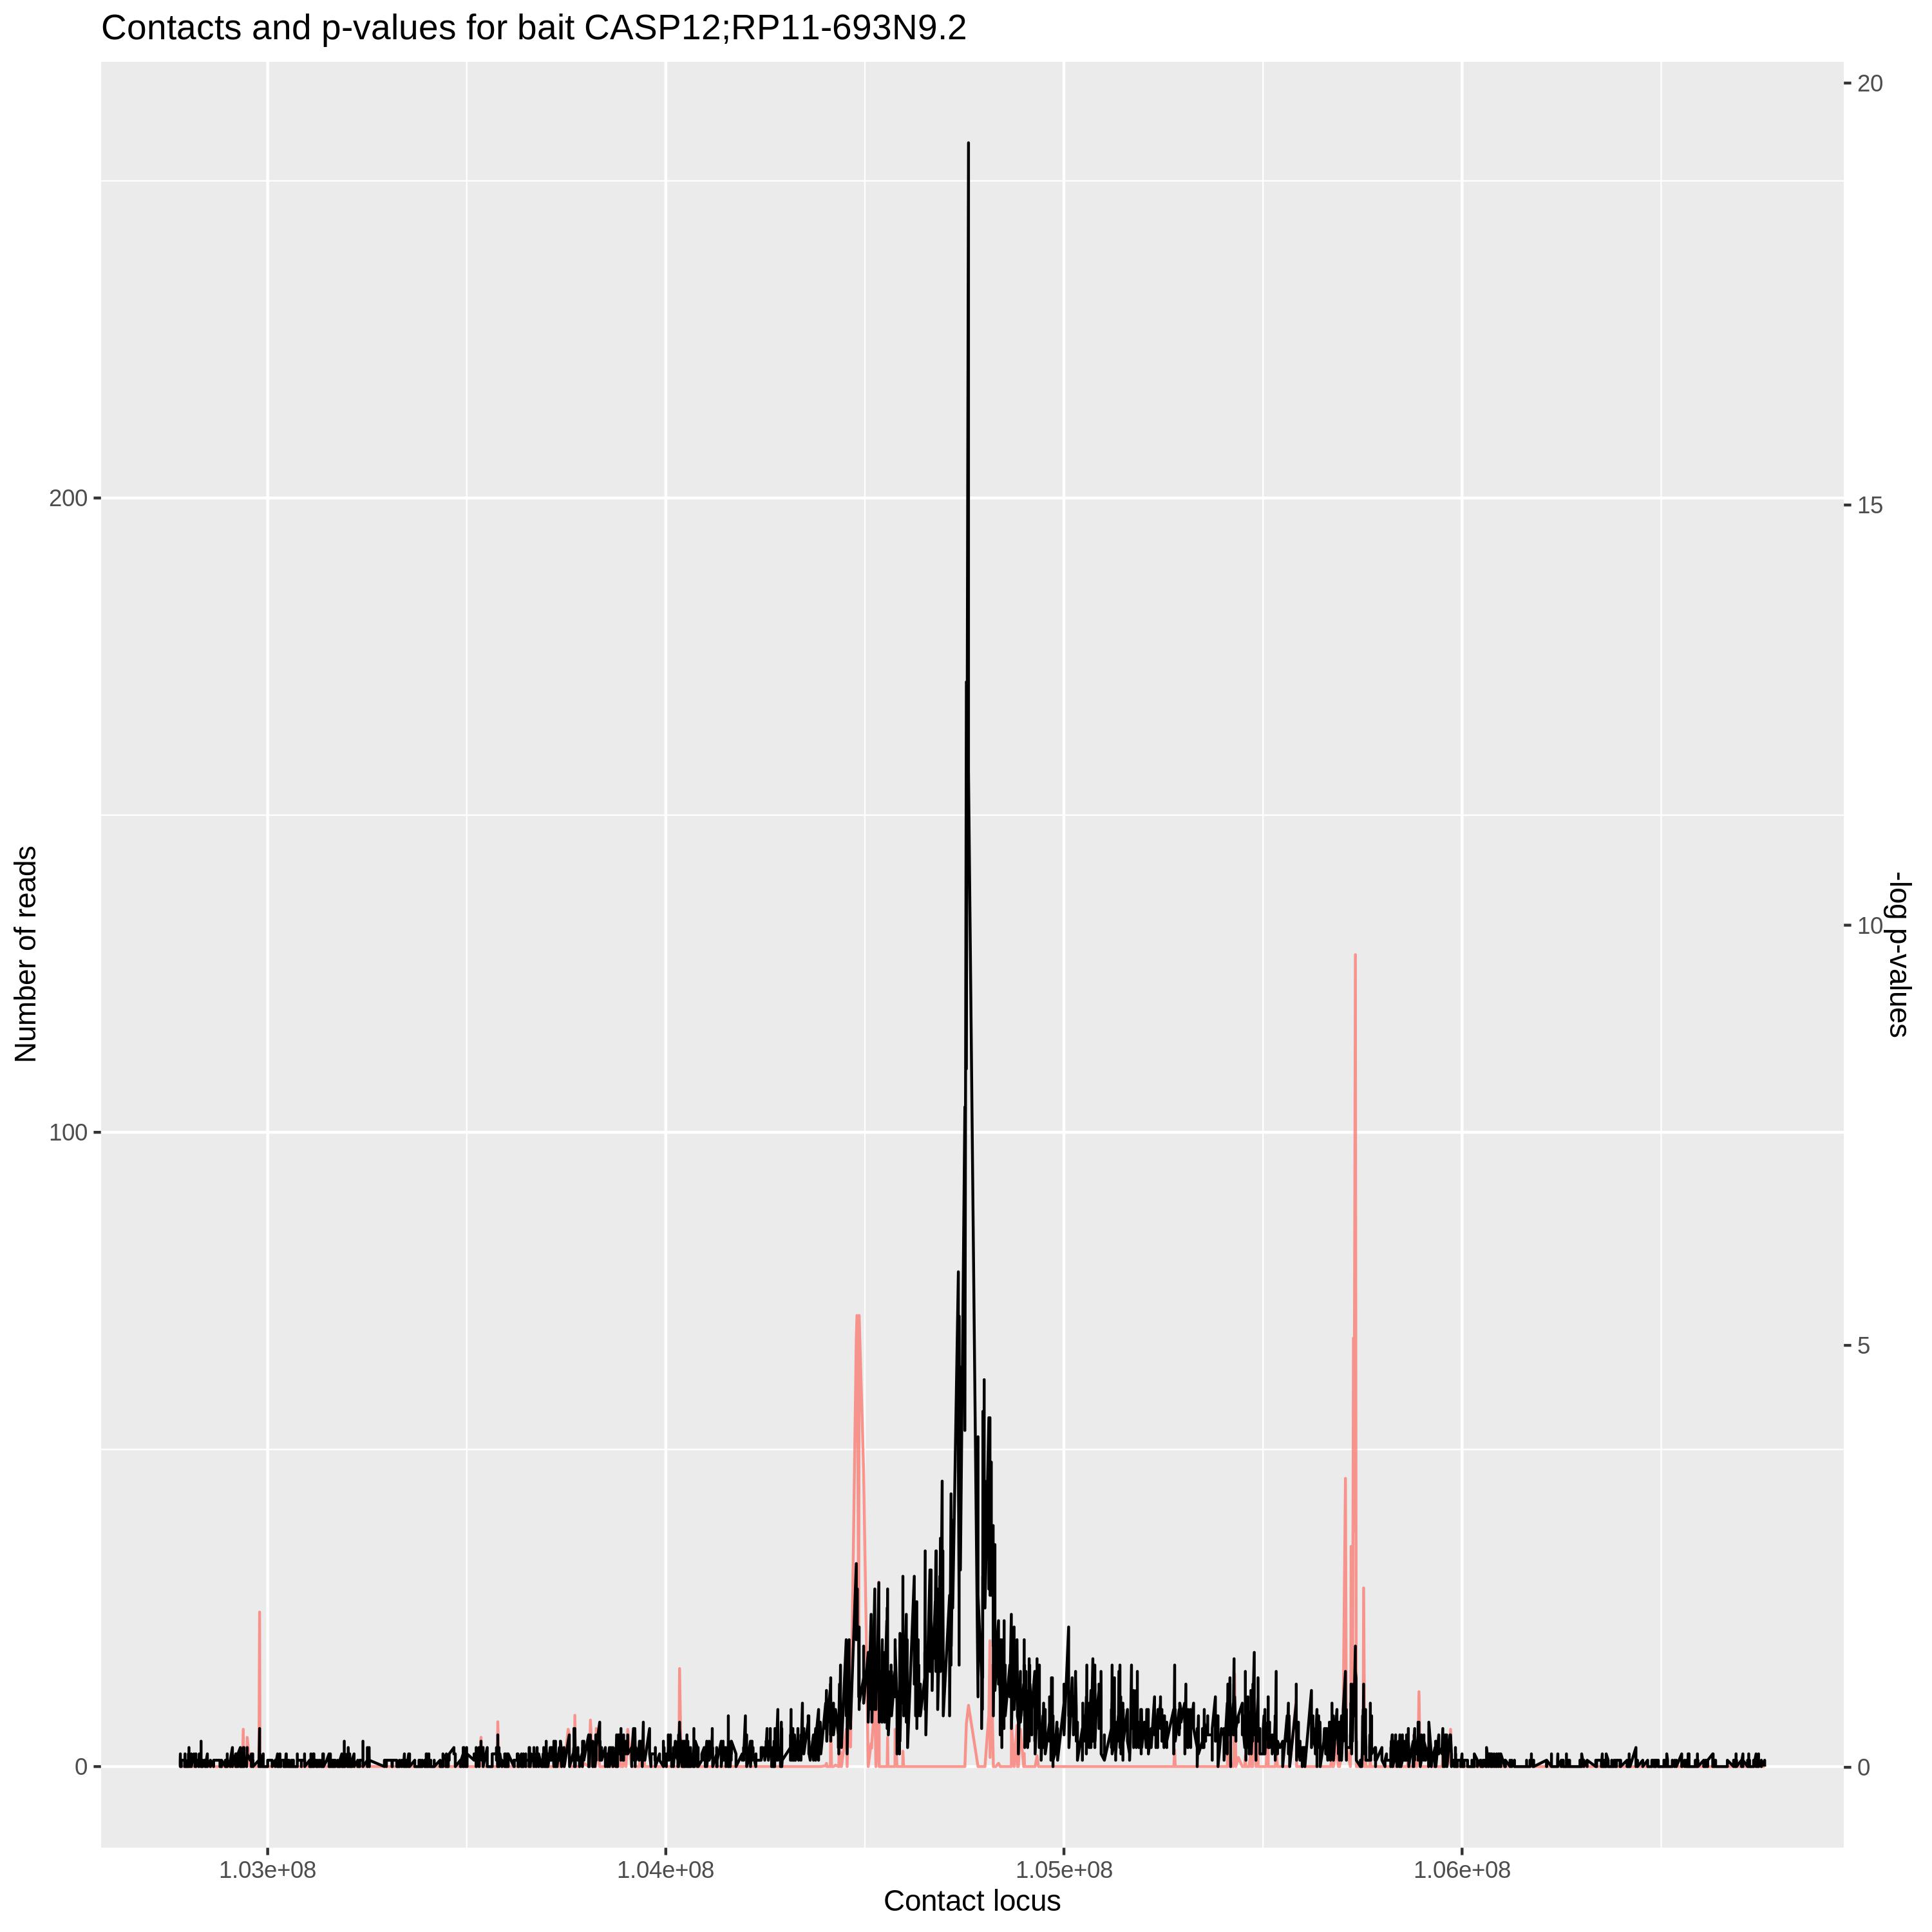 Contacts and p-values for bait CASP12;RP11-693N9.2
Number of reads
200
100
0
20
15
10
5
0
-log p-values
1.03e+08
1.04e+08
1.05e+08
1.06e+08
Contact locus